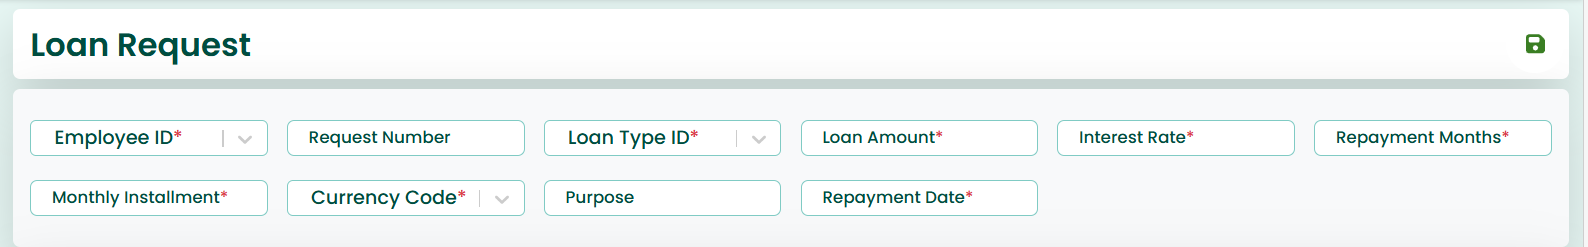 Loan Request
Employee ID* Request Number Loan Type ID* Loan Amount* Interest Rate* Repayment Months*
Monthly Installment* Currency Code* Purpose Repayment Date*